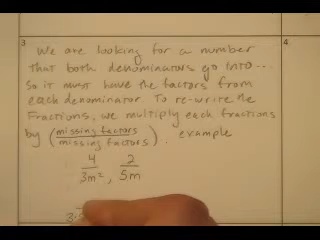 3 4
We are looking for a number
that both denominators go into...
So it must have the factors from
each denominator. To re-write the
Fractions, we multiply each fractions
by (missing factors/missing factors). example
4/3m², 2/5m
3·